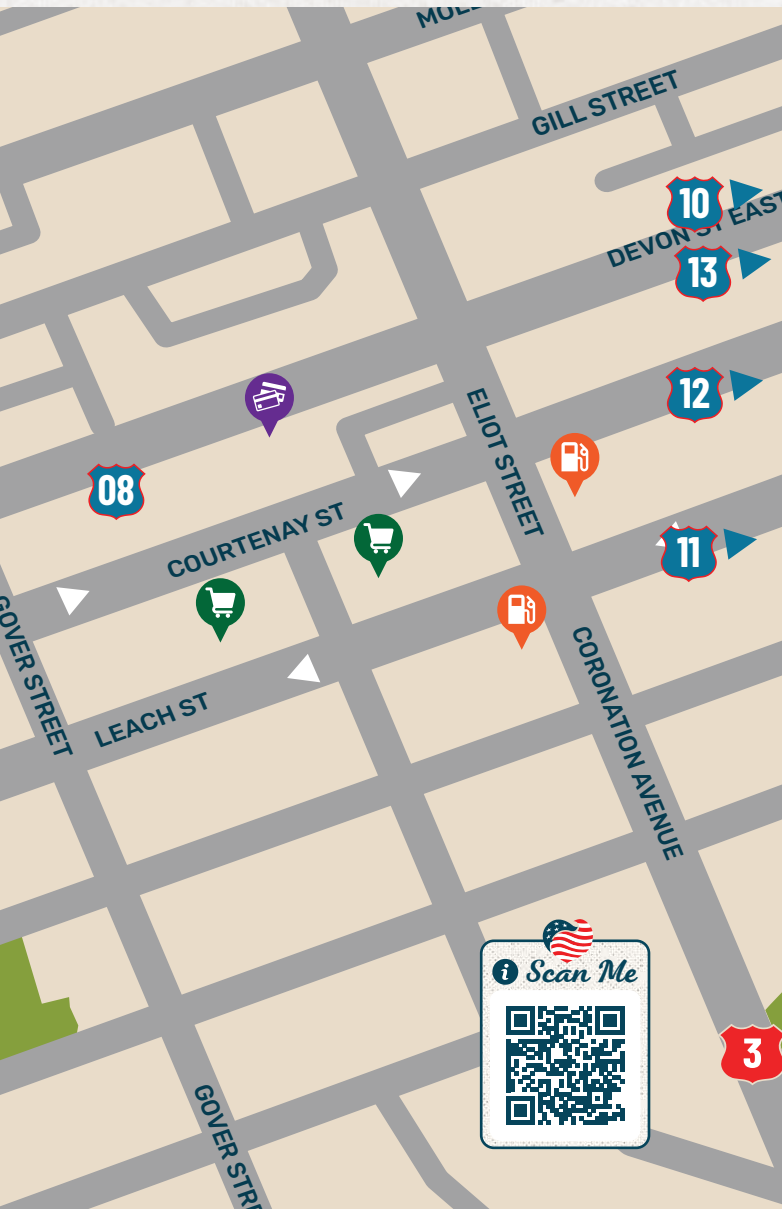 GILL STREET
10
DEVON ST EAST
13
12
ELIOT STREET
08
COURTENAY ST
11
GOVER STREET
LEACH ST
CORONATION AVENUE
i Scan Me
3